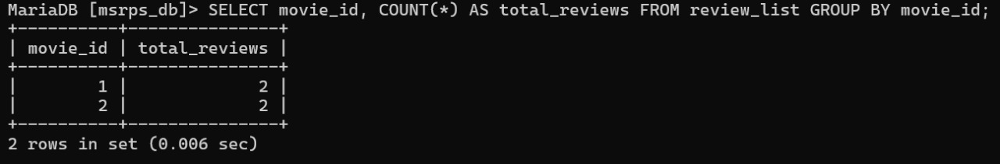 MariaDB [msrps_db]> SELECT movie_id, COUNT(*) AS total_reviews FROM review_list GROUP BY movie_id;
+----------+---------------+
| movie_id | total_reviews |
+----------+---------------+
|        1 |             2 |
|        2 |             2 |
+----------+---------------+
2 rows in set (0.006 sec)